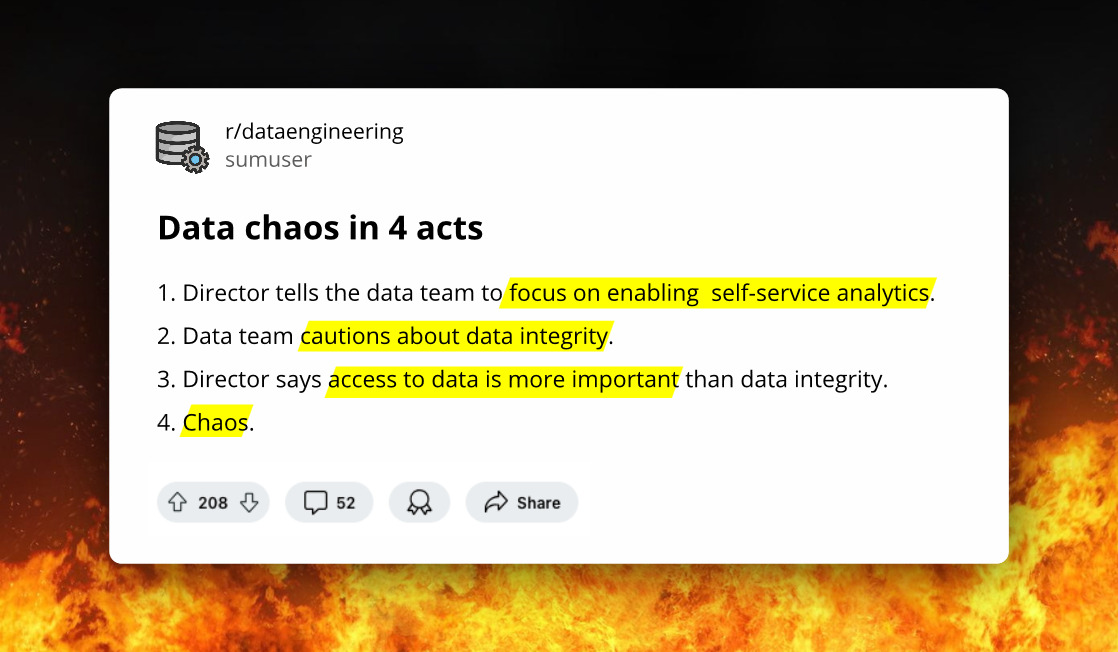 r/dataengineering
sumuser
Data chaos in 4 acts
1. Director tells the data team to focus on enabling  self-service analytics.
2. Data team cautions about data integrity.
3. Director says access to data is more important than data integrity.
4. Chaos.
208 52 Share